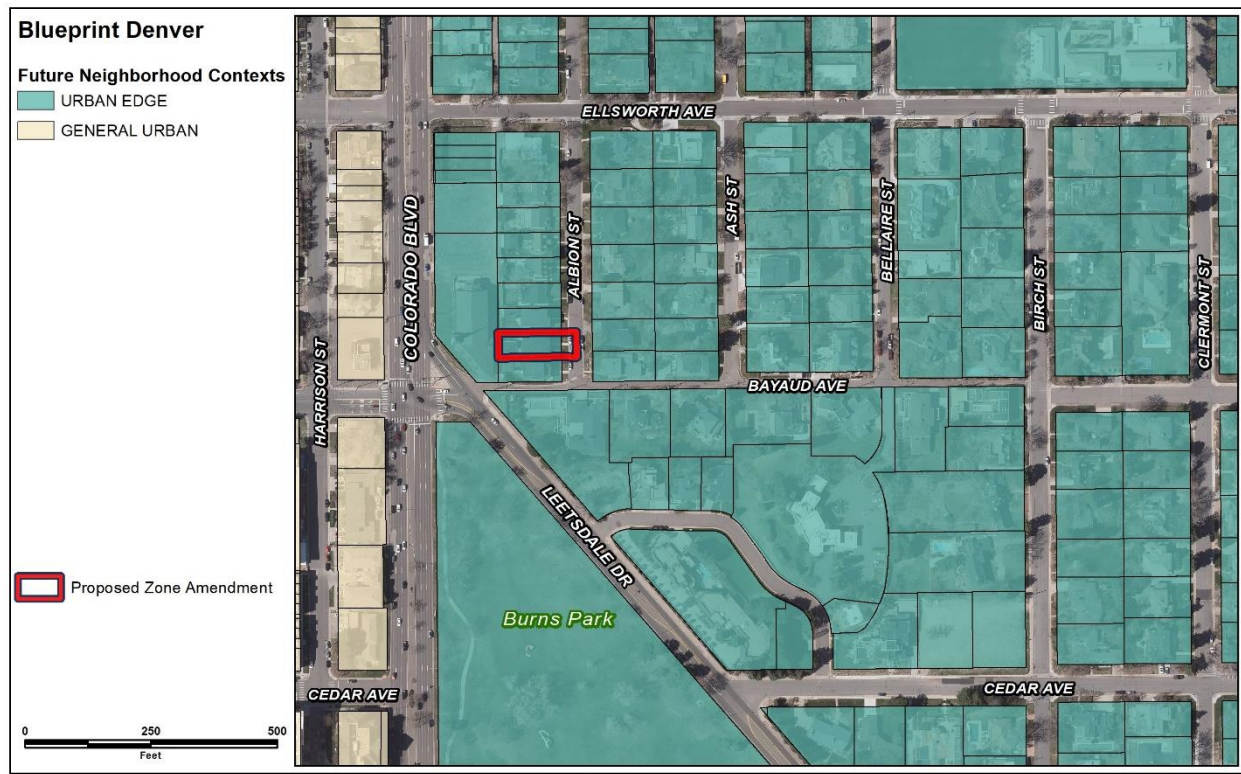 Blueprint Denver
Future Neighborhood Contexts
URBAN EDGE
GENERAL URBAN
Proposed Zone Amendment
0 250 500
Feet
ELLSWORTH AVE
COLORADO BLVD
ALBION ST
ASH ST
BELLAIRE ST
BIRCH ST
CLERMONT ST
HARRISON ST
BAYAUD AVE
LEETSDALE DR
Burns Park
CEDAR AVE
CEDAR AVE